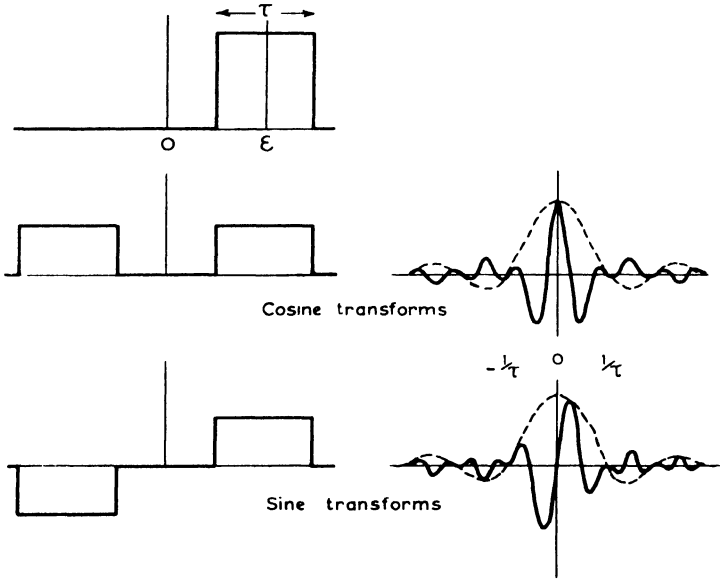 τ
O ε
Cosine transforms
-1/τ O 1/τ
Sine transforms